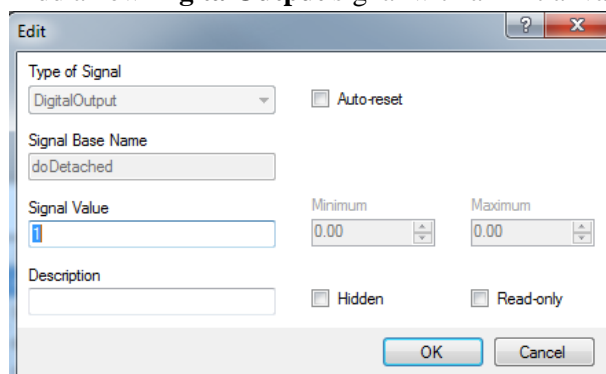 Edit
Type of Signal
DigitalOutput
Auto-reset
Signal Base Name
doDetached
Signal Value
Minimum
Maximum
1
0.00
0.00
Description
Hidden
Read-only
OK
Cancel